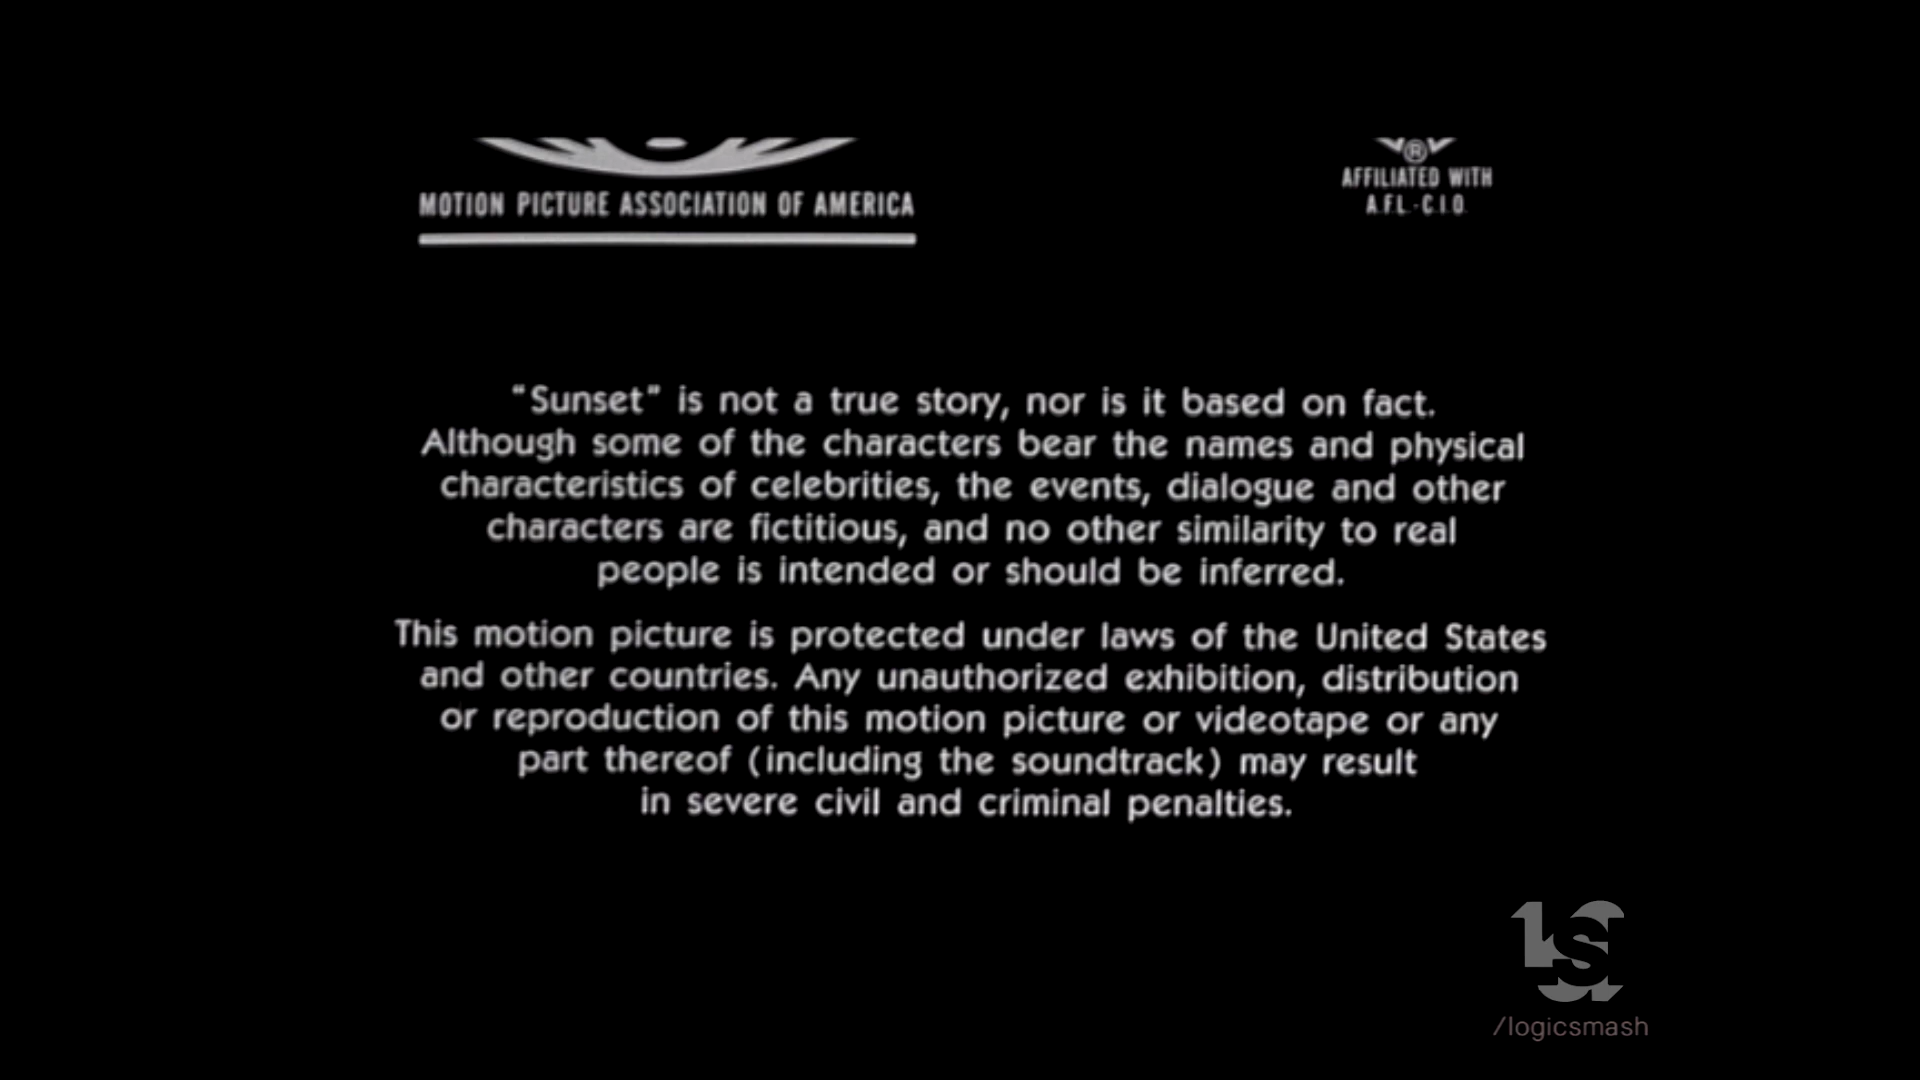 MOTION PICTURE ASSOCIATION OF AMERICA
®
AFFILIATED WITH
A.F.L.-C.I.O.
“Sunset” is not a true story, nor is it based on fact.
Although some of the characters bear the names and physical
characteristics of celebrities, the events, dialogue and other
characters are fictitious, and no other similarity to real
people is intended or should be inferred.
This motion picture is protected under laws of the United States
and other countries. Any unauthorized exhibition, distribution
or reproduction of this motion picture or videotape or any
part thereof (including the soundtrack) may result
in severe civil and criminal penalties.
LS
/logicsmash